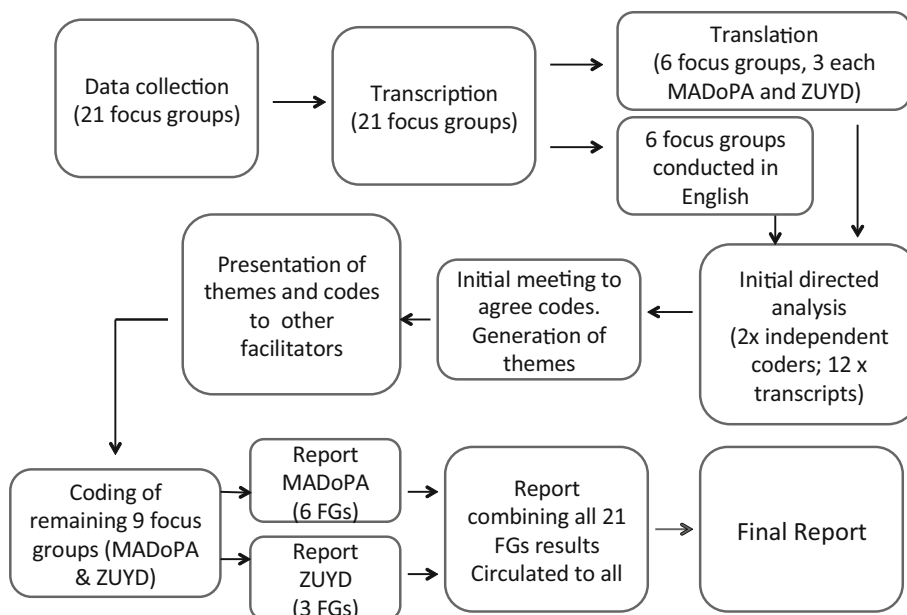 Data collection
(21 focus groups)
Transcription
(21 focus groups)
Translation
(6 focus groups, 3 each
MADoPA and ZUYD)
6 focus groups
conducted in
English
Initial directed
analysis
(2x independent
coders; 12 x
transcripts)
Initial meeting to
agree codes.
Generation of
themes
Presentation of
themes and codes
to other
facilitators
Coding of
remaining 9 focus
groups (MADoPA
& ZUYD)
Report
MADoPA
(6 FGs)
Report
ZUYD
(3 FGs)
Report
combining all 21
FGs results
Circulated to all
Final Report